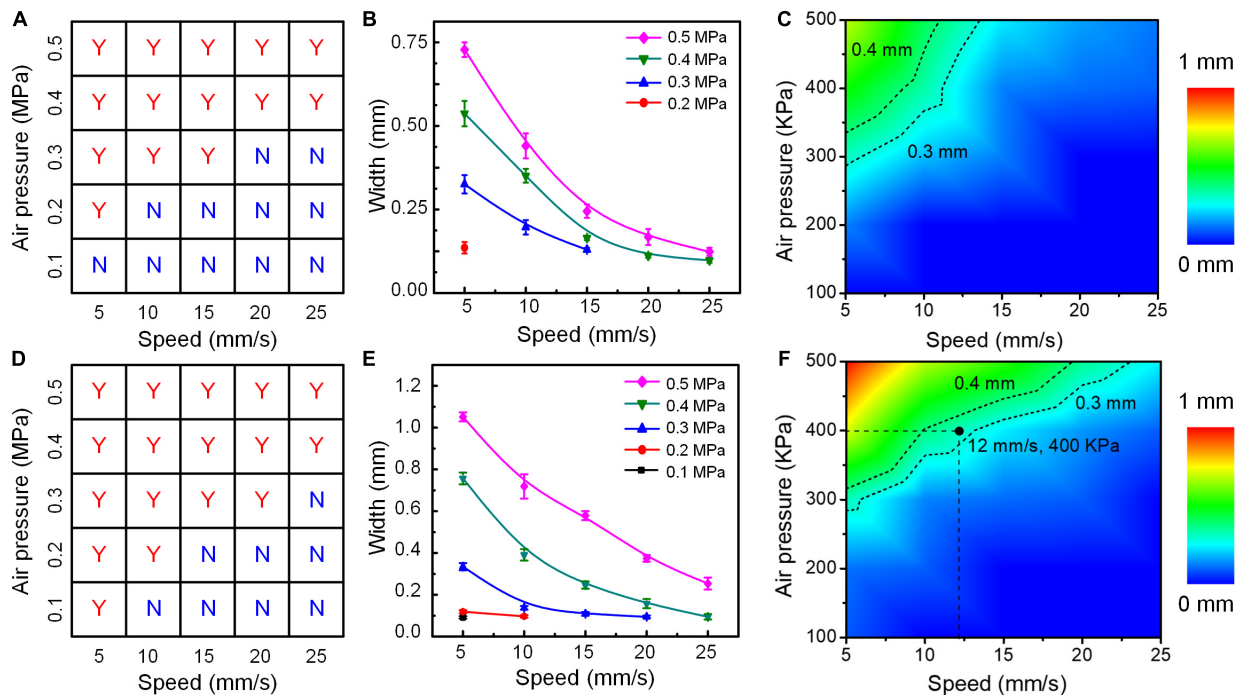 A
0.5 Y Y Y Y Y
0.4 Y Y Y Y Y
0.3 Y Y Y N N
0.2 Y N N N N
0.1 N N N N N
5 10 15 20 25
Air pressure (MPa)
Speed (mm/s)
B
0.75
0.50
0.25
0.00
5 10 15 20 25
Width (mm)
Speed (mm/s)
0.5 MPa
0.4 MPa
0.3 MPa
0.2 MPa
C
500
400
300
200
100
5 10 15 20 25
Air pressure (KPa)
Speed (mm/s)
0.4 mm
0.3 mm
1 mm
0 mm
D
0.5 Y Y Y Y Y
0.4 Y Y Y Y Y
0.3 Y Y Y Y N
0.2 Y Y N N N
0.1 Y N N N N
5 10 15 20 25
Air pressure (MPa)
Speed (mm/s)
E
1.2
1.0
0.8
0.6
0.4
0.2
0.0
5 10 15 20 25
Width (mm)
Speed (mm/s)
0.5 MPa
0.4 MPa
0.3 MPa
0.2 MPa
0.1 MPa
F
500
400
300
200
100
5 10 15 20 25
Air pressure (KPa)
Speed (mm/s)
0.4 mm
0.3 mm
12 mm/s, 400 KPa
1 mm
0 mm